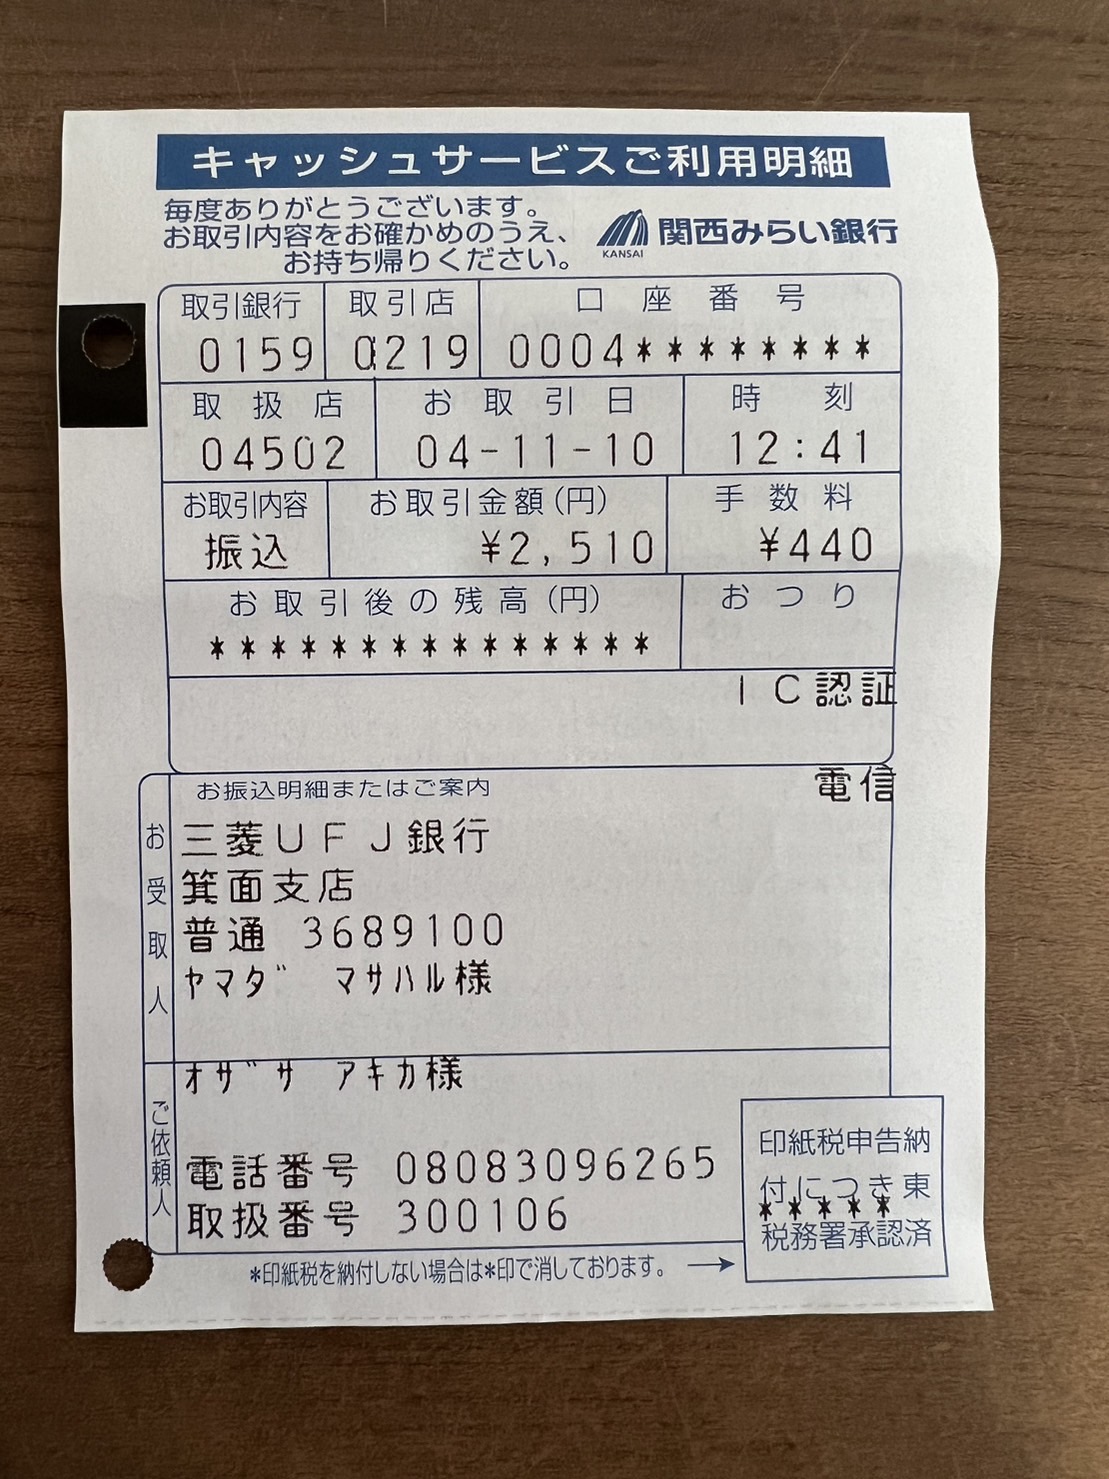 キャッシュサービスご利用明細
毎度ありがとうございます。
お取引内容をお確かめのうえ、
お持ち帰りください。
KANSAI
関西みらい銀行
取引銀行 取引店 口座番号
0159 0219 0004********
取扱店 お取引日 時刻
04502 04-11-10 12:41
お取引内容 お取引金額(円) 手数料
振込 ¥2,510 ¥440
お取引後の残高(円) おつり
***************
IC認証
お振込明細またはご案内 電信
お受取人
三菱UFJ銀行
箕面支店
普通 3689100
ヤマダ マサハル様
ご依頼人
オザサ アキカ様
電話番号 08083096265
取扱番号 300106
印紙税申告納
付につき東
*****
税務署承認済
*印紙税を納付しない場合は*印で消しております。 →